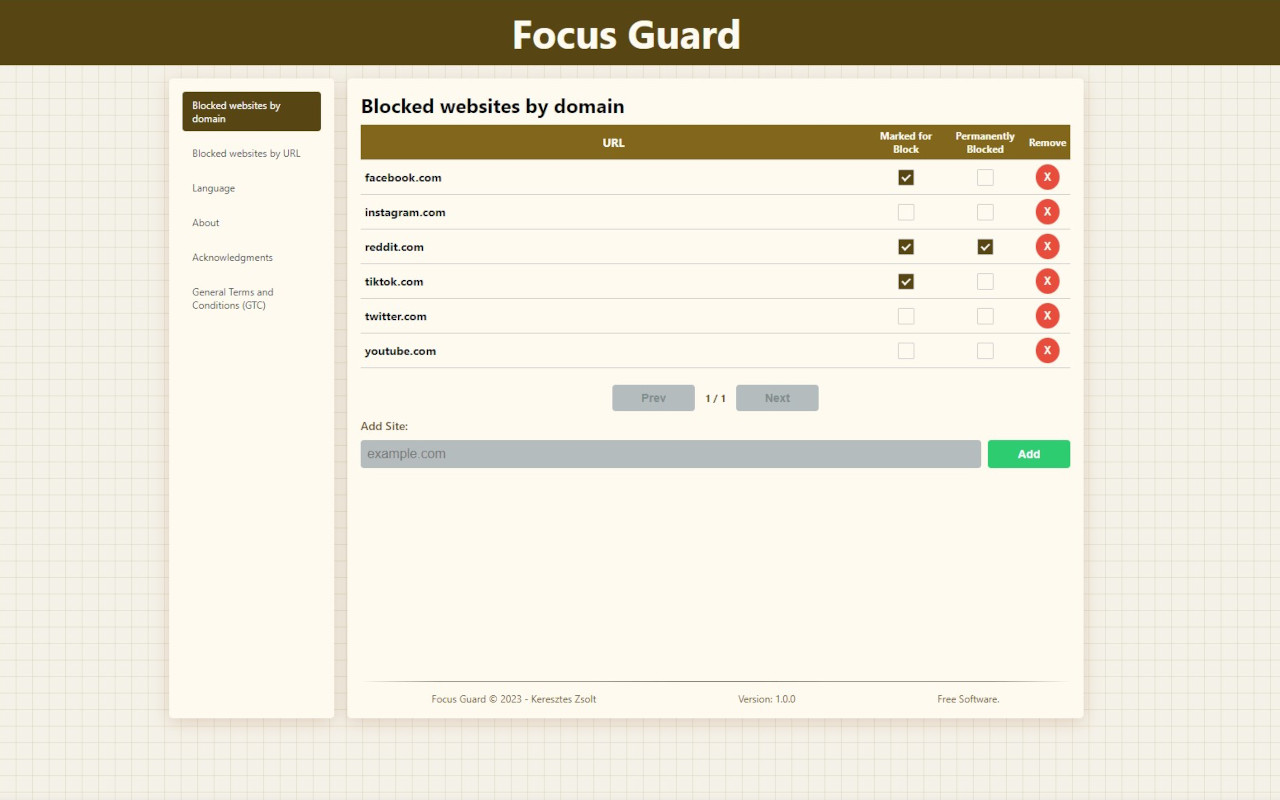 Focus Guard
Blocked websites by
domain
Blocked websites by URL
Language
About
Acknowledgments
General Terms and
Conditions (GTC)
Blocked websites by domain
URL
Marked for
Block
Permanently
Blocked
Remove
facebook.com X
instagram.com X
reddit.com X
tiktok.com X
twitter.com X
youtube.com X
Prev 1 / 1 Next
Add Site:
example.com Add
Focus Guard © 2023 - Keresztes Zsolt Version: 1.0.0 Free Software.